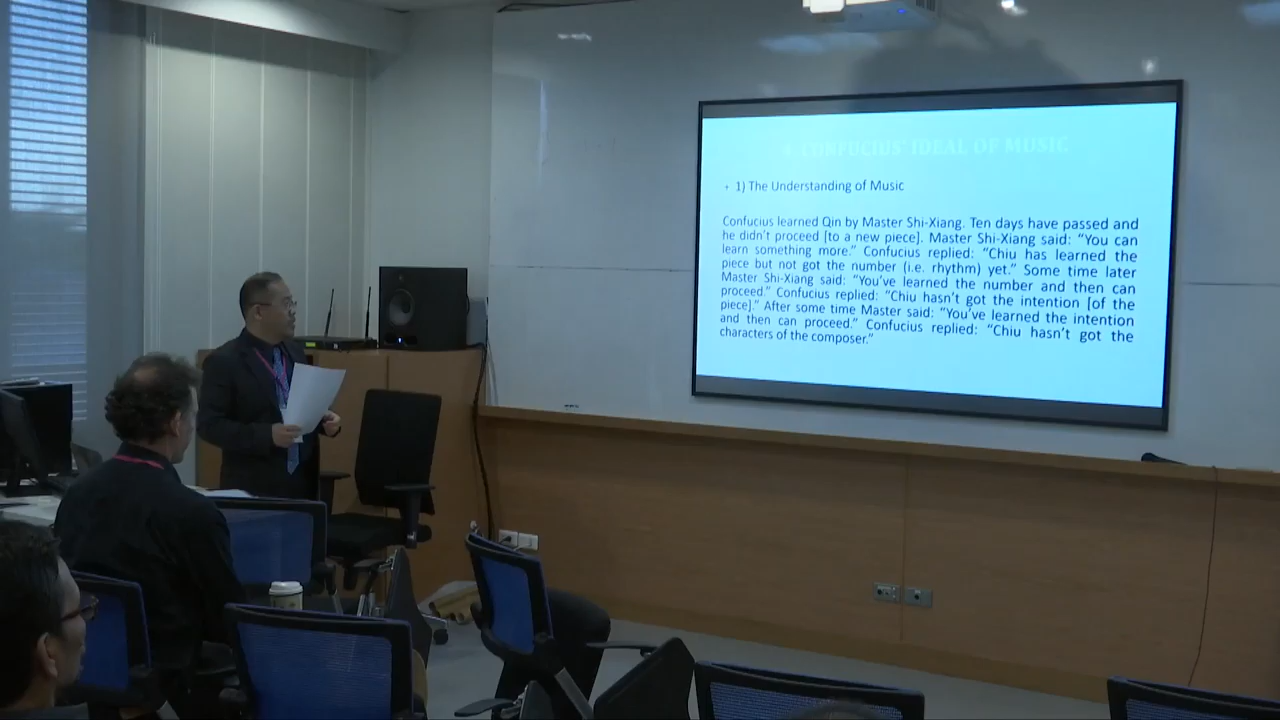 CONFUCIUS' IDEAL OF MUSIC
• 1) The Understanding of Music
Confucius learned Qin by Master Shi-Xiang. Ten days have passed and
he didn't proceed [to a new piece]. Master Shi-Xiang said: “You can
learn something more.” Confucius replied: “Chiu has learned the
piece but not got the number (i.e. rhythm) yet.” Some time later
Master Shi-Xiang said: “You've learned the number and then can
proceed.” Confucius replied: “Chiu hasn't got the intention [of the
piece].” After some time Master said: “You've learned the intention
and then can proceed.” Confucius replied: “Chiu hasn't got the
characters of the composer.”